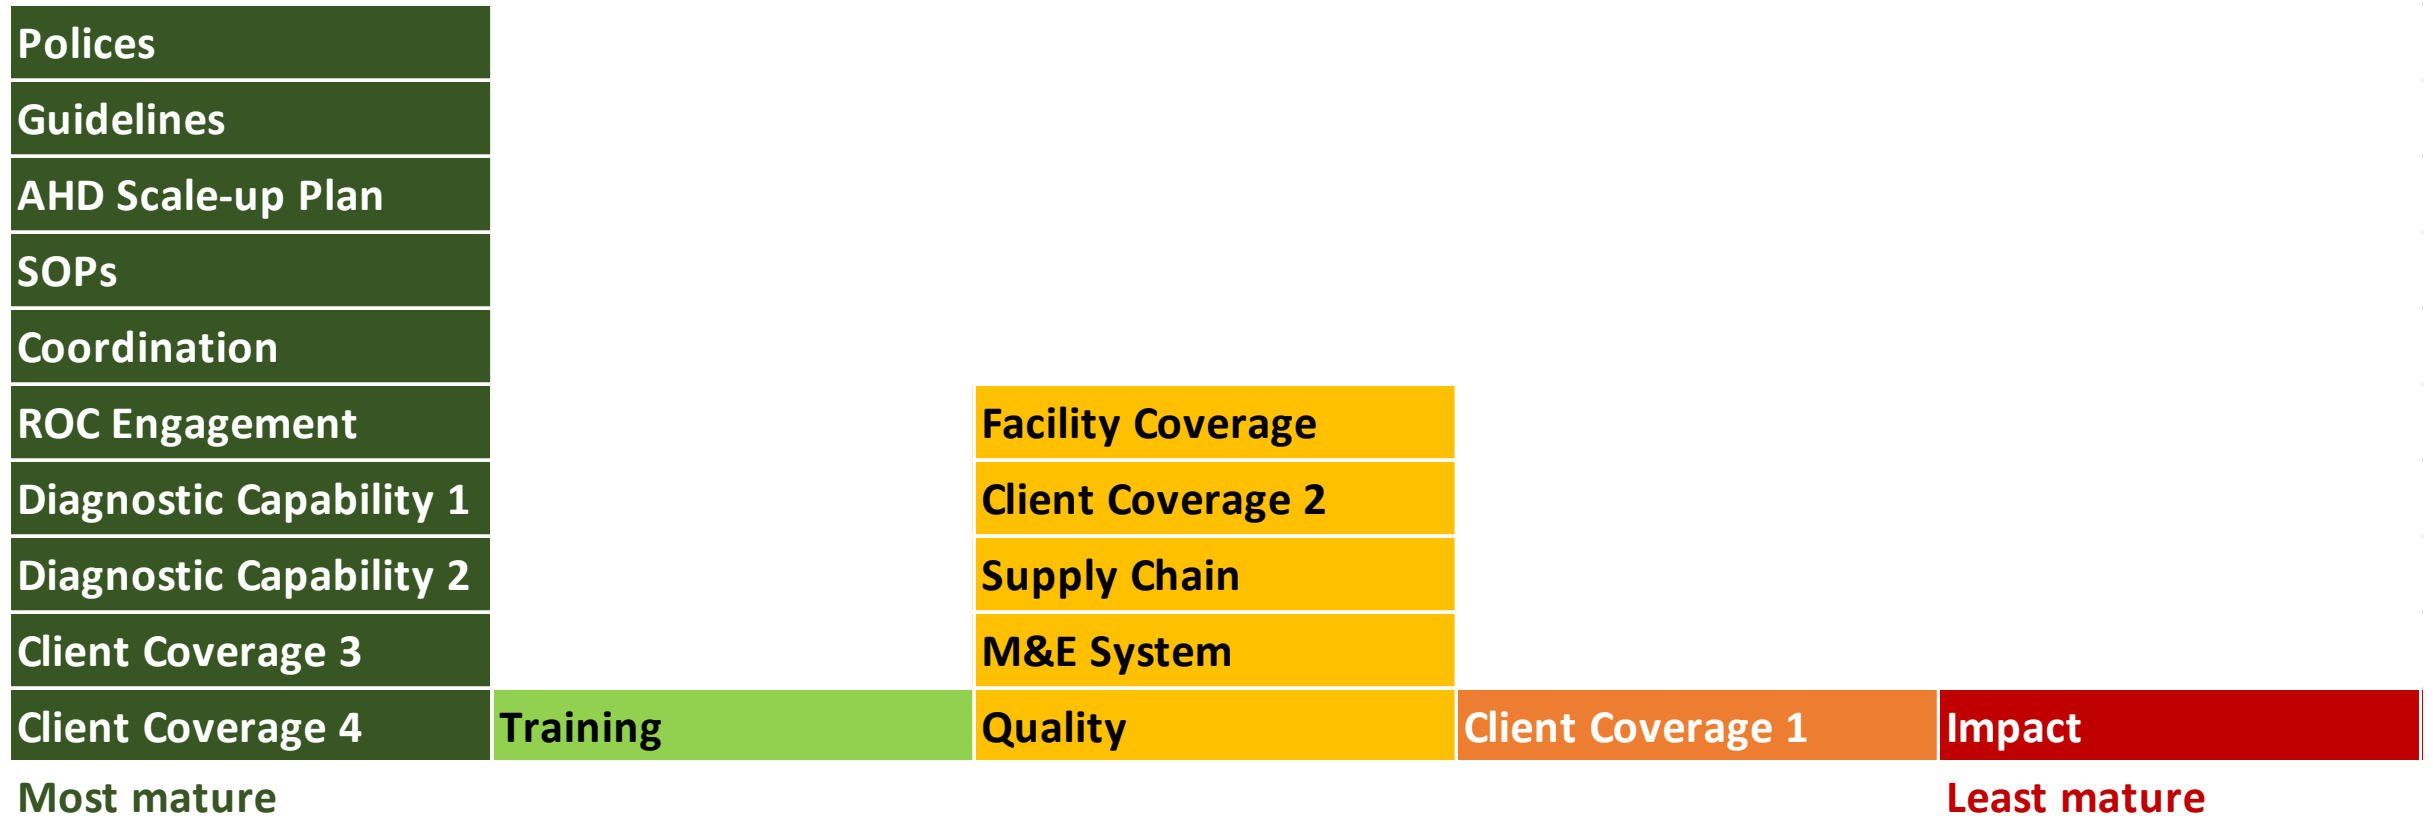 Polices
Guidelines
AHD Scale-up Plan
SOPs
Coordination
ROC Engagement
Facility Coverage
Diagnostic Capability 1
Client Coverage 2
Diagnostic Capability 2
Supply Chain
Client Coverage 3
M&E System
Client Coverage 4
Training
Quality
Client Coverage 1
Impact
Most mature
Least mature